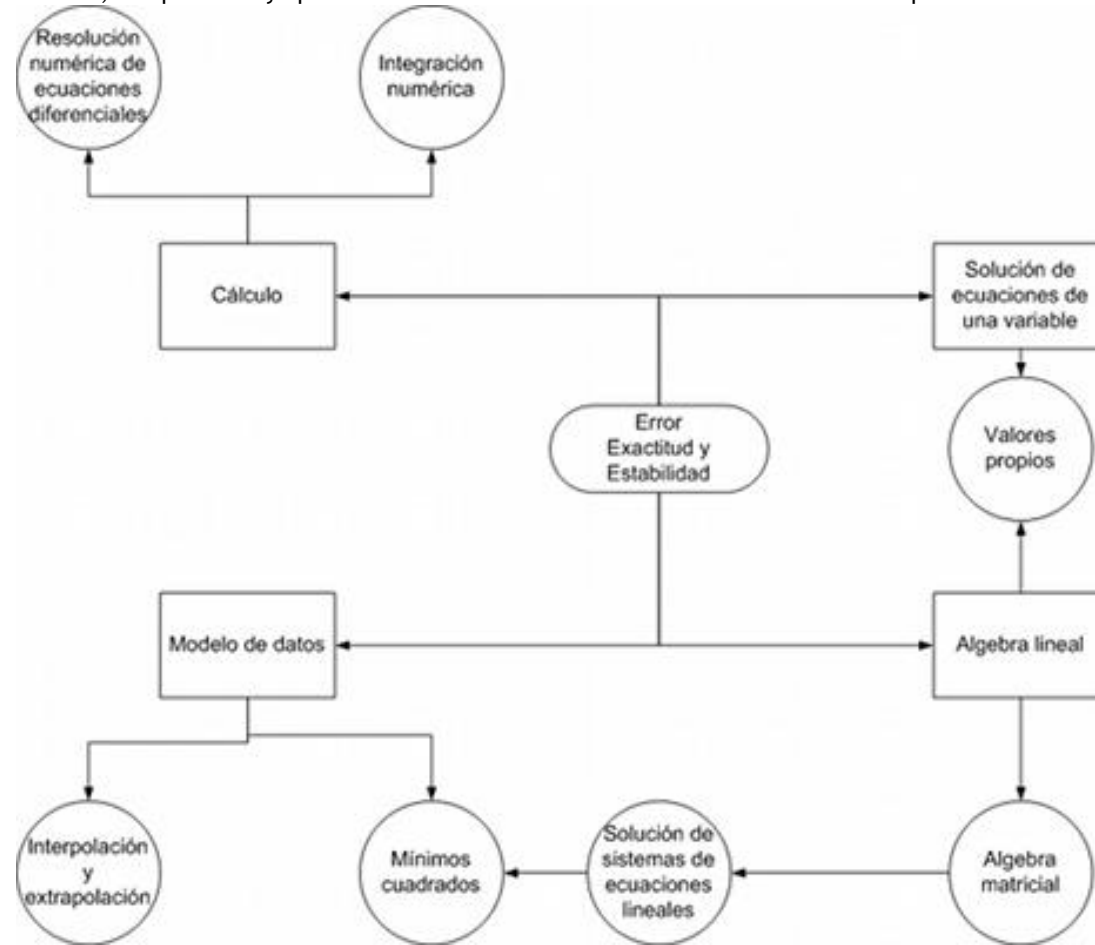 Resolución
numérica de
ecuaciones
diferenciales
Integración
numérica
Cálculo
Solución de
ecuaciones de
una variable
Error
Exactitud y
Estabilidad
Valores
propios
Modelo de datos
Algebra lineal
Interpolación
y
extrapolación
Mínimos
cuadrados
Solución de
sistemas de
ecuaciones
lineales
Algebra
matricial